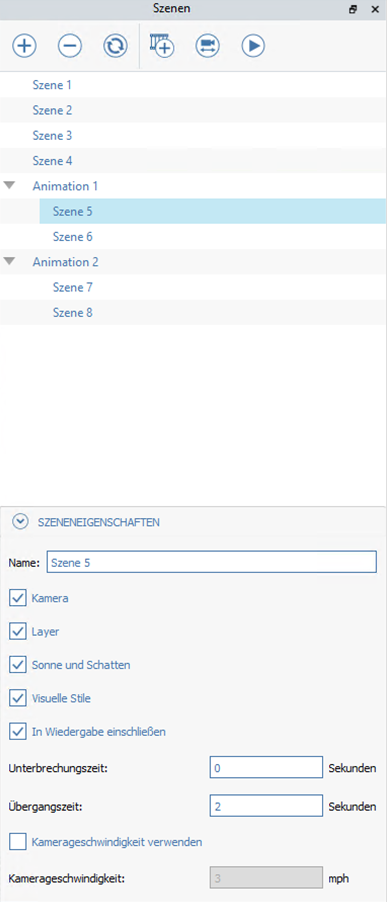 Szenen
Szene 1
Szene 2
Szene 3
Szene 4
Animation 1
Szene 5
Szene 6
Animation 2
Szene 7
Szene 8
SZENENEIGENSCHAFTEN
Name: Szene 5
Kamera
Layer
Sonne und Schatten
Visuelle Stile
In Wiedergabe einschließen
Unterbrechungszeit: 0 Sekunden
Übergangszeit: 2 Sekunden
Kamerageschwindigkeit verwenden
Kamerageschwindigkeit: 3 mph